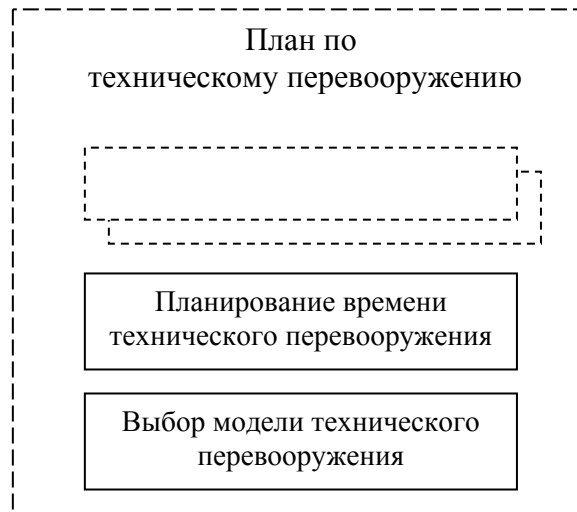 План по
техническому перевооружению
Планирование времени
технического перевооружения
Выбор модели технического
перевооружения